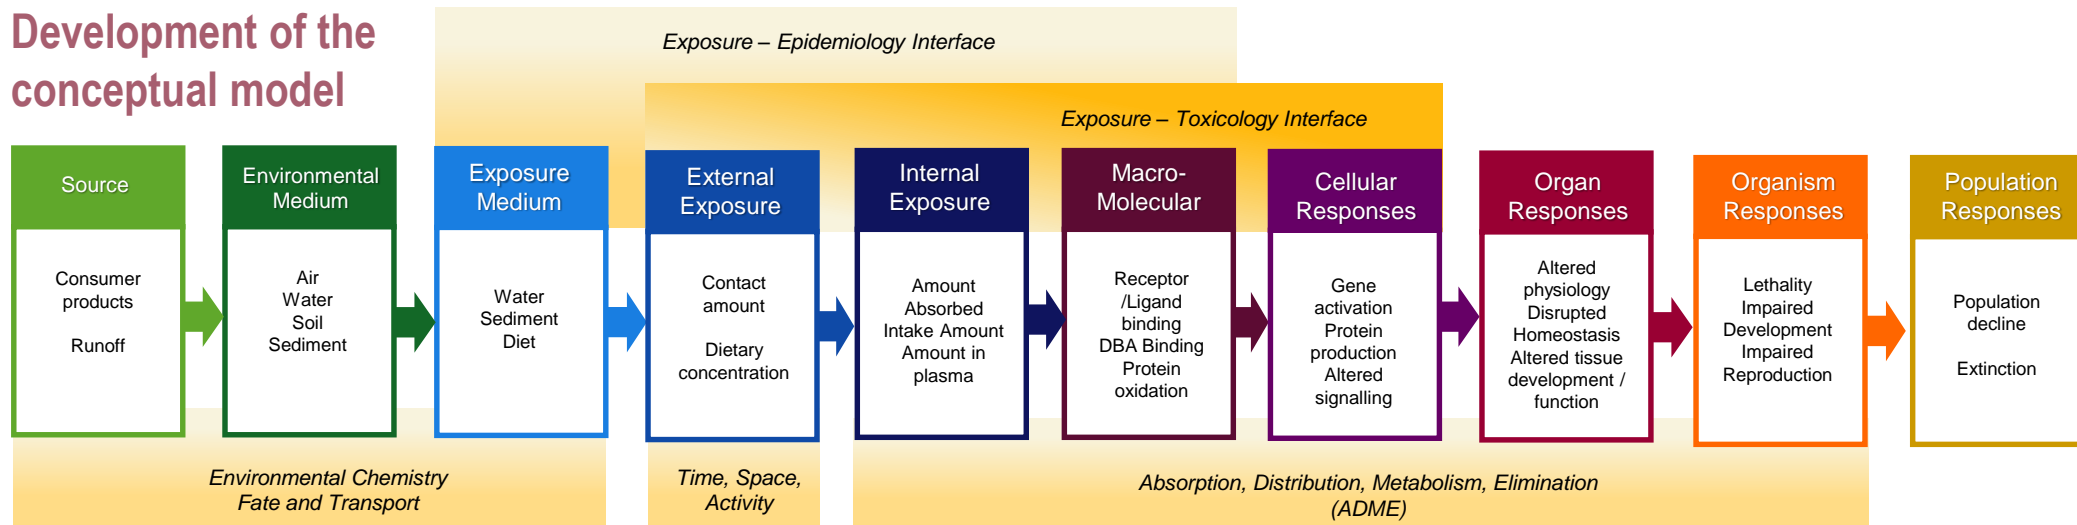 Development of the
conceptual model
Exposure – Epidemiology Interface
Exposure – Toxicology Interface
Source
Consumer
products
Runoff
Environmental
Medium
Air
Water
Soil
Sediment
Exposure
Medium
Water
Sediment
Diet
External
Exposure
Contact
amount
Dietary
concentration
Internal
Exposure
Amount
Absorbed
Intake Amount
Amount in
plasma
Macro-
Molecular
Receptor
/Ligand
binding
DBA Binding
Protein
oxidation
Cellular
Responses
Gene
activation
Protein
production
Altered
signalling
Organ
Responses
Altered
physiology
Disrupted
Homeostasis
Altered tissue
development /
function
Organism
Responses
Lethality
Impaired
Development
Impaired
Reproduction
Population
Responses
Population
decline
Extinction
Environmental Chemistry
Fate and Transport
Time, Space,
Activity
Absorption, Distribution, Metabolism, Elimination
(ADME)